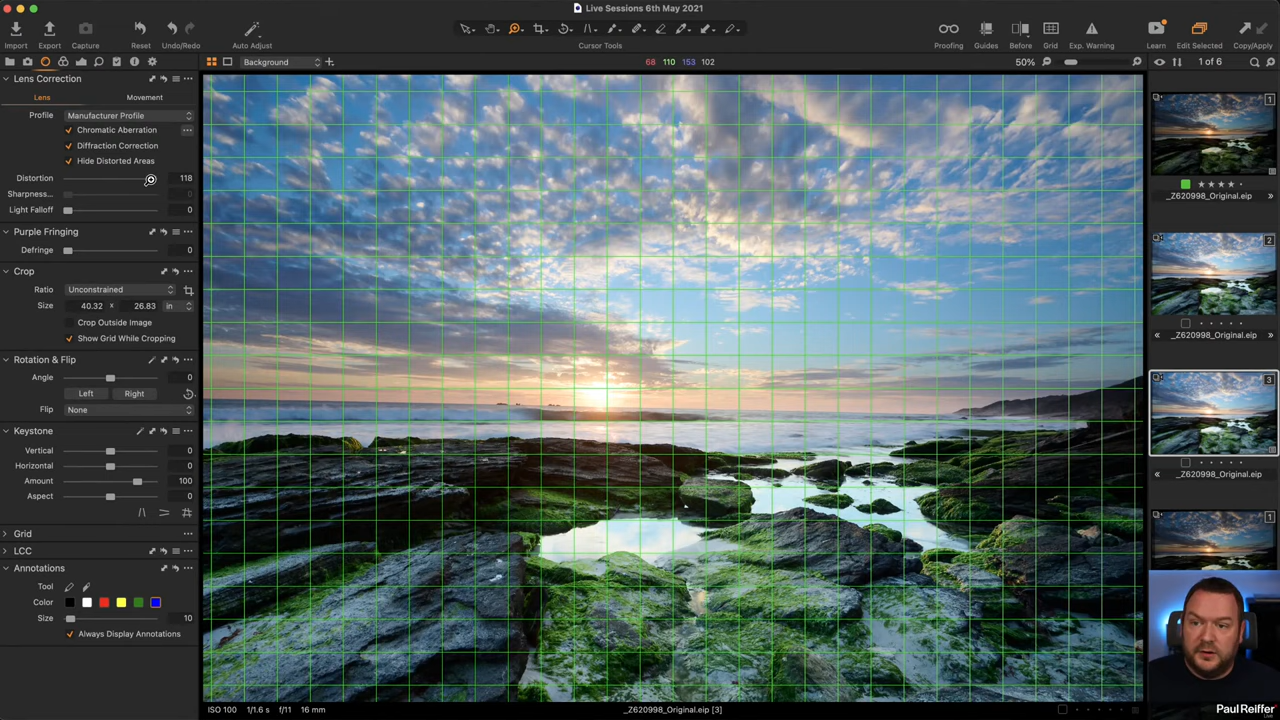 Live Sessions 6th May 2021
Import
Export
Capture
Reset
Undo/Redo
Auto Adjust
Cursor Tools
Proofing
Guides
Before
Grid
Exp. Warning
Learn
Edit Selected
Copy/Apply
Background
68 110 153 102
50%
1 of 6
Lens Correction
Lens
Movement
Profile
Manufacturer Profile
Chromatic Aberration
Diffraction Correction
Hide Distorted Areas
Distortion
118
Sharpness...
0
Light Falloff
0
Purple Fringing
Defringe
0
Crop
Ratio
Unconstrained
Size
40.32 × 26.83
in
Crop Outside Image
Show Grid While Cropping
Rotation & Flip
Angle
0
Left
Right
Flip
None
Keystone
Vertical
0
Horizontal
0
Amount
100
Aspect
0
Grid
LCC
Annotations
Tool
Color
Size
10
Always Display Annotations
1
_Z620998_Original.eip
2
_Z620998_Original.eip
3
_Z620998_Original.eip
1
ISO 100 1/1.6 s f/11 16 mm
_Z620998_Original.eip [3]
Paul Reiffer
Live